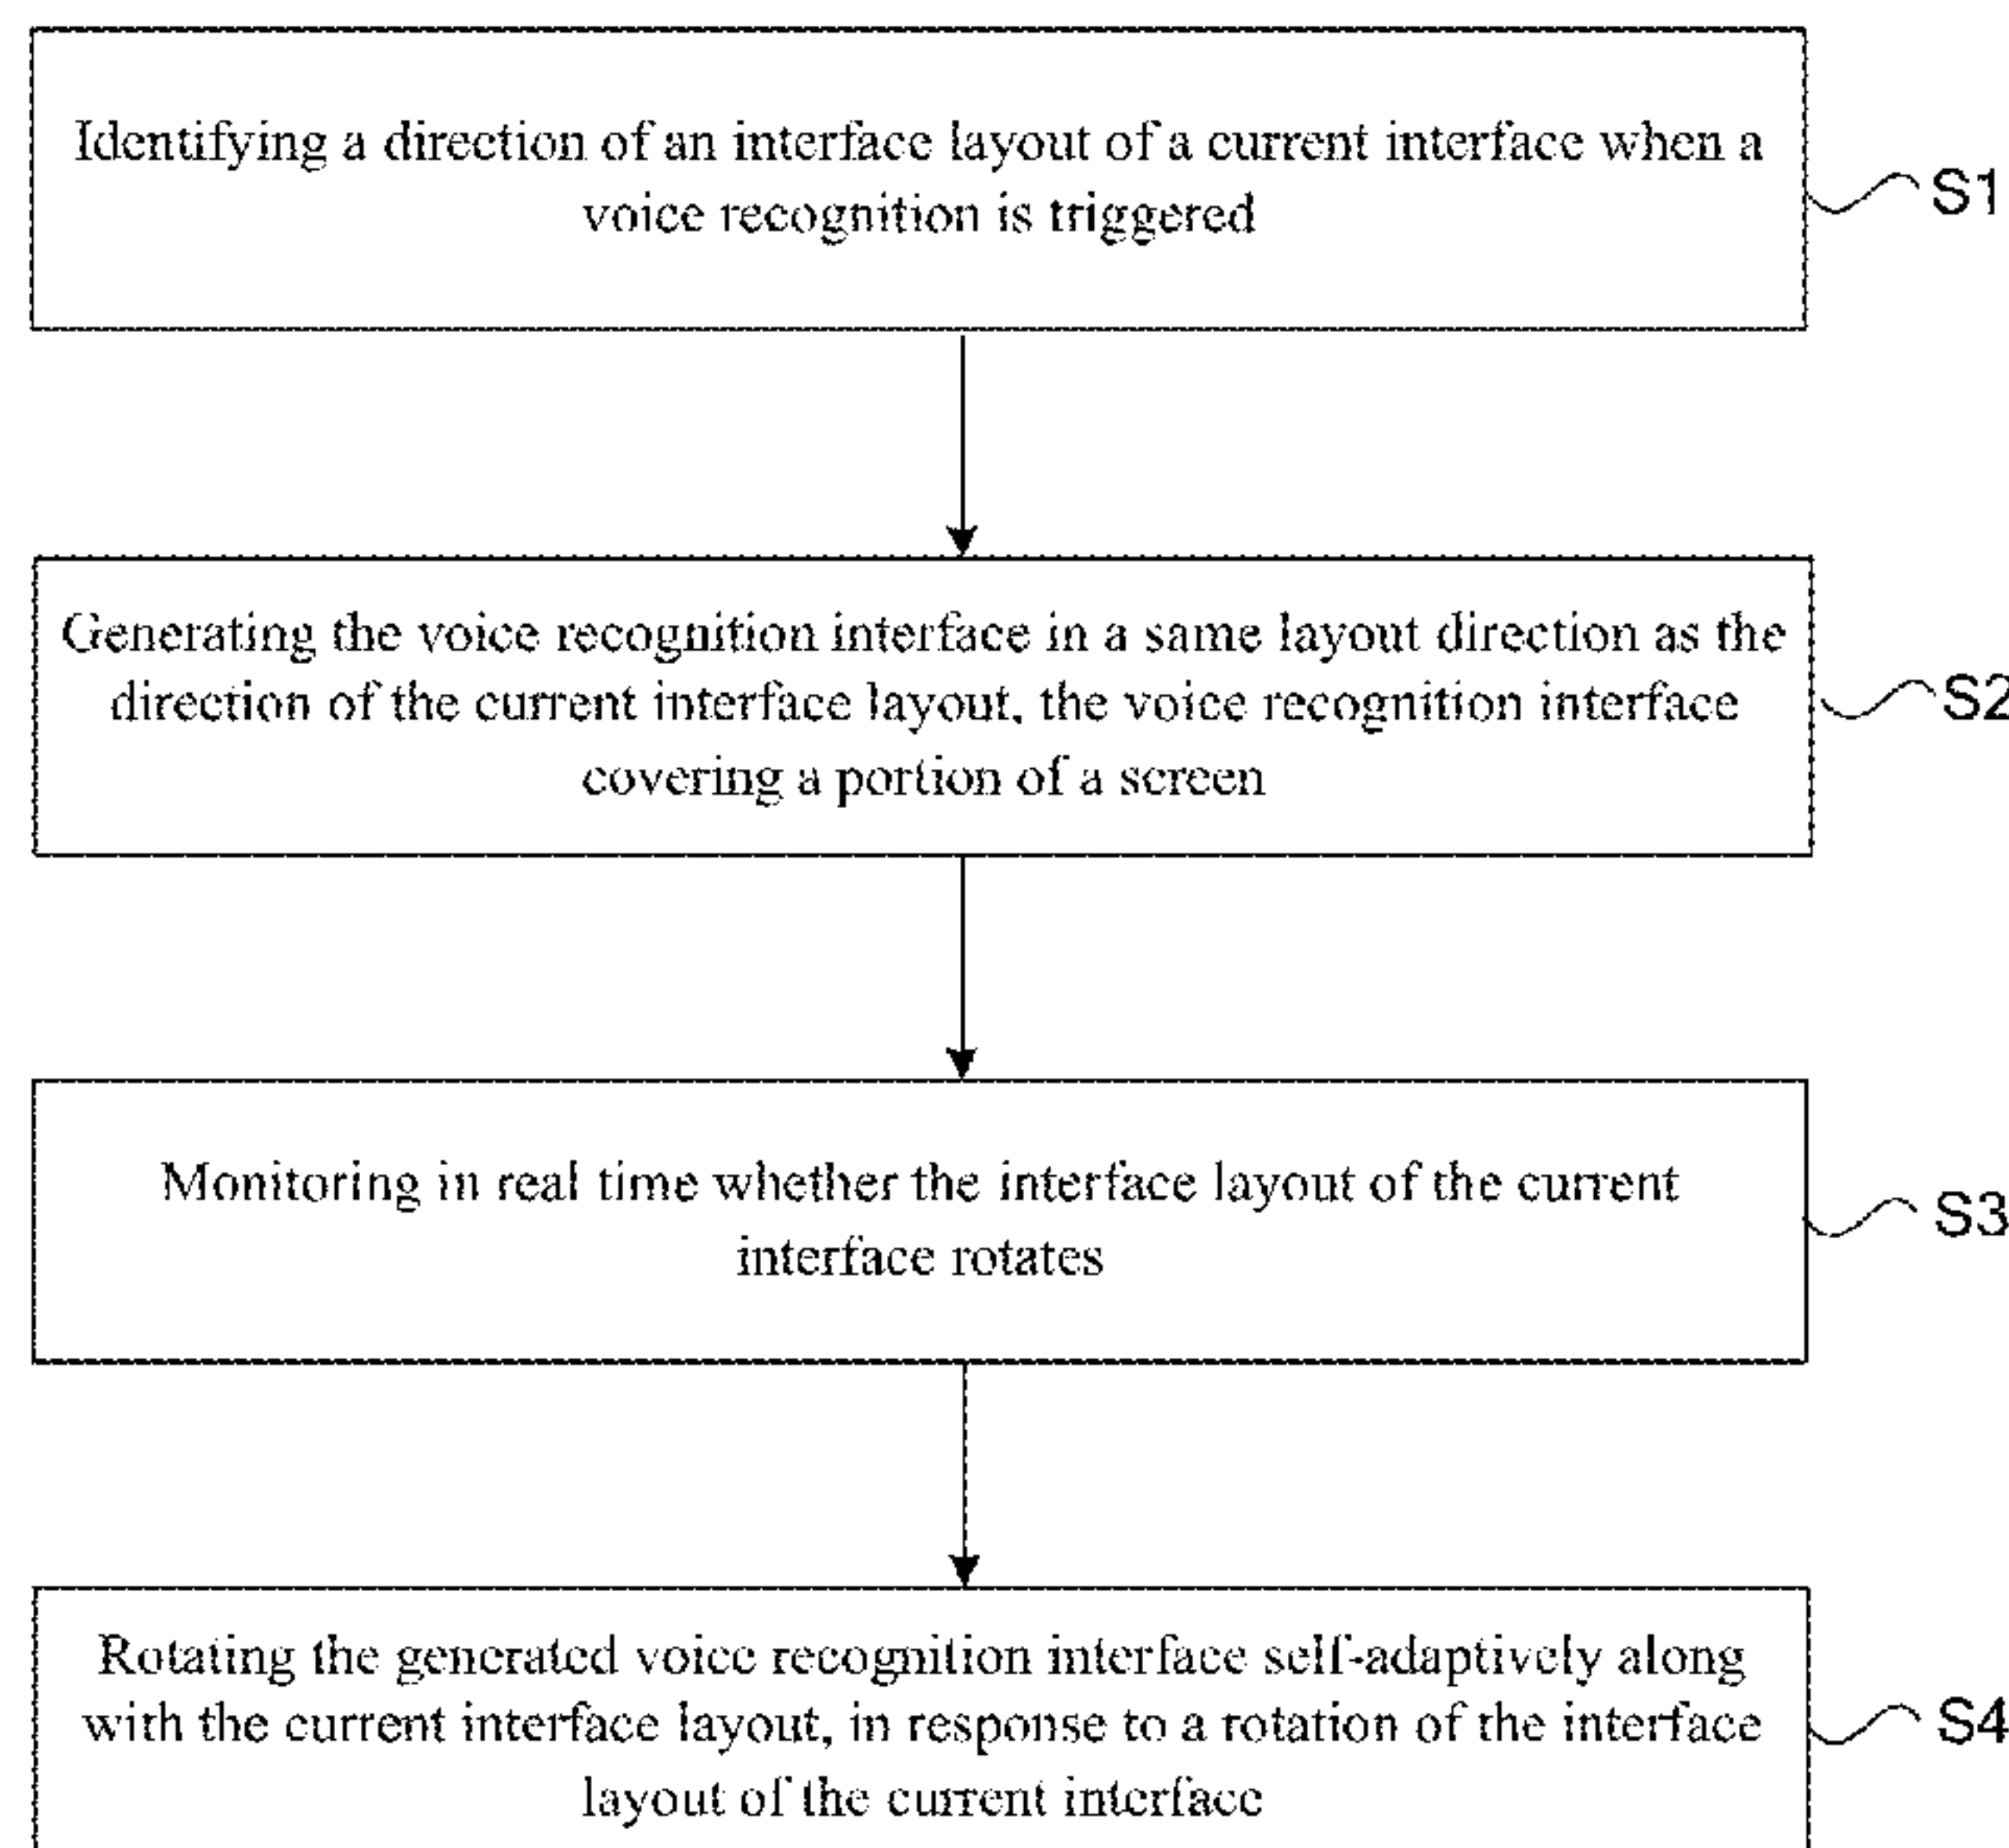 Identifying a direction of an interface layout of a current interface when a
voice recognition is triggered
S1
Generating the voice recognition interface in a same layout direction as the
direction of the current interface layout, the voice recognition interface
covering a portion of a screen
S2
Monitoring in real time whether the interface layout of the current
interface rotates
S3
Rotating the generated voice recognition interface self-adaptively along
with the current interface layout, in response to a rotation of the interface
layout of the current interface
S4